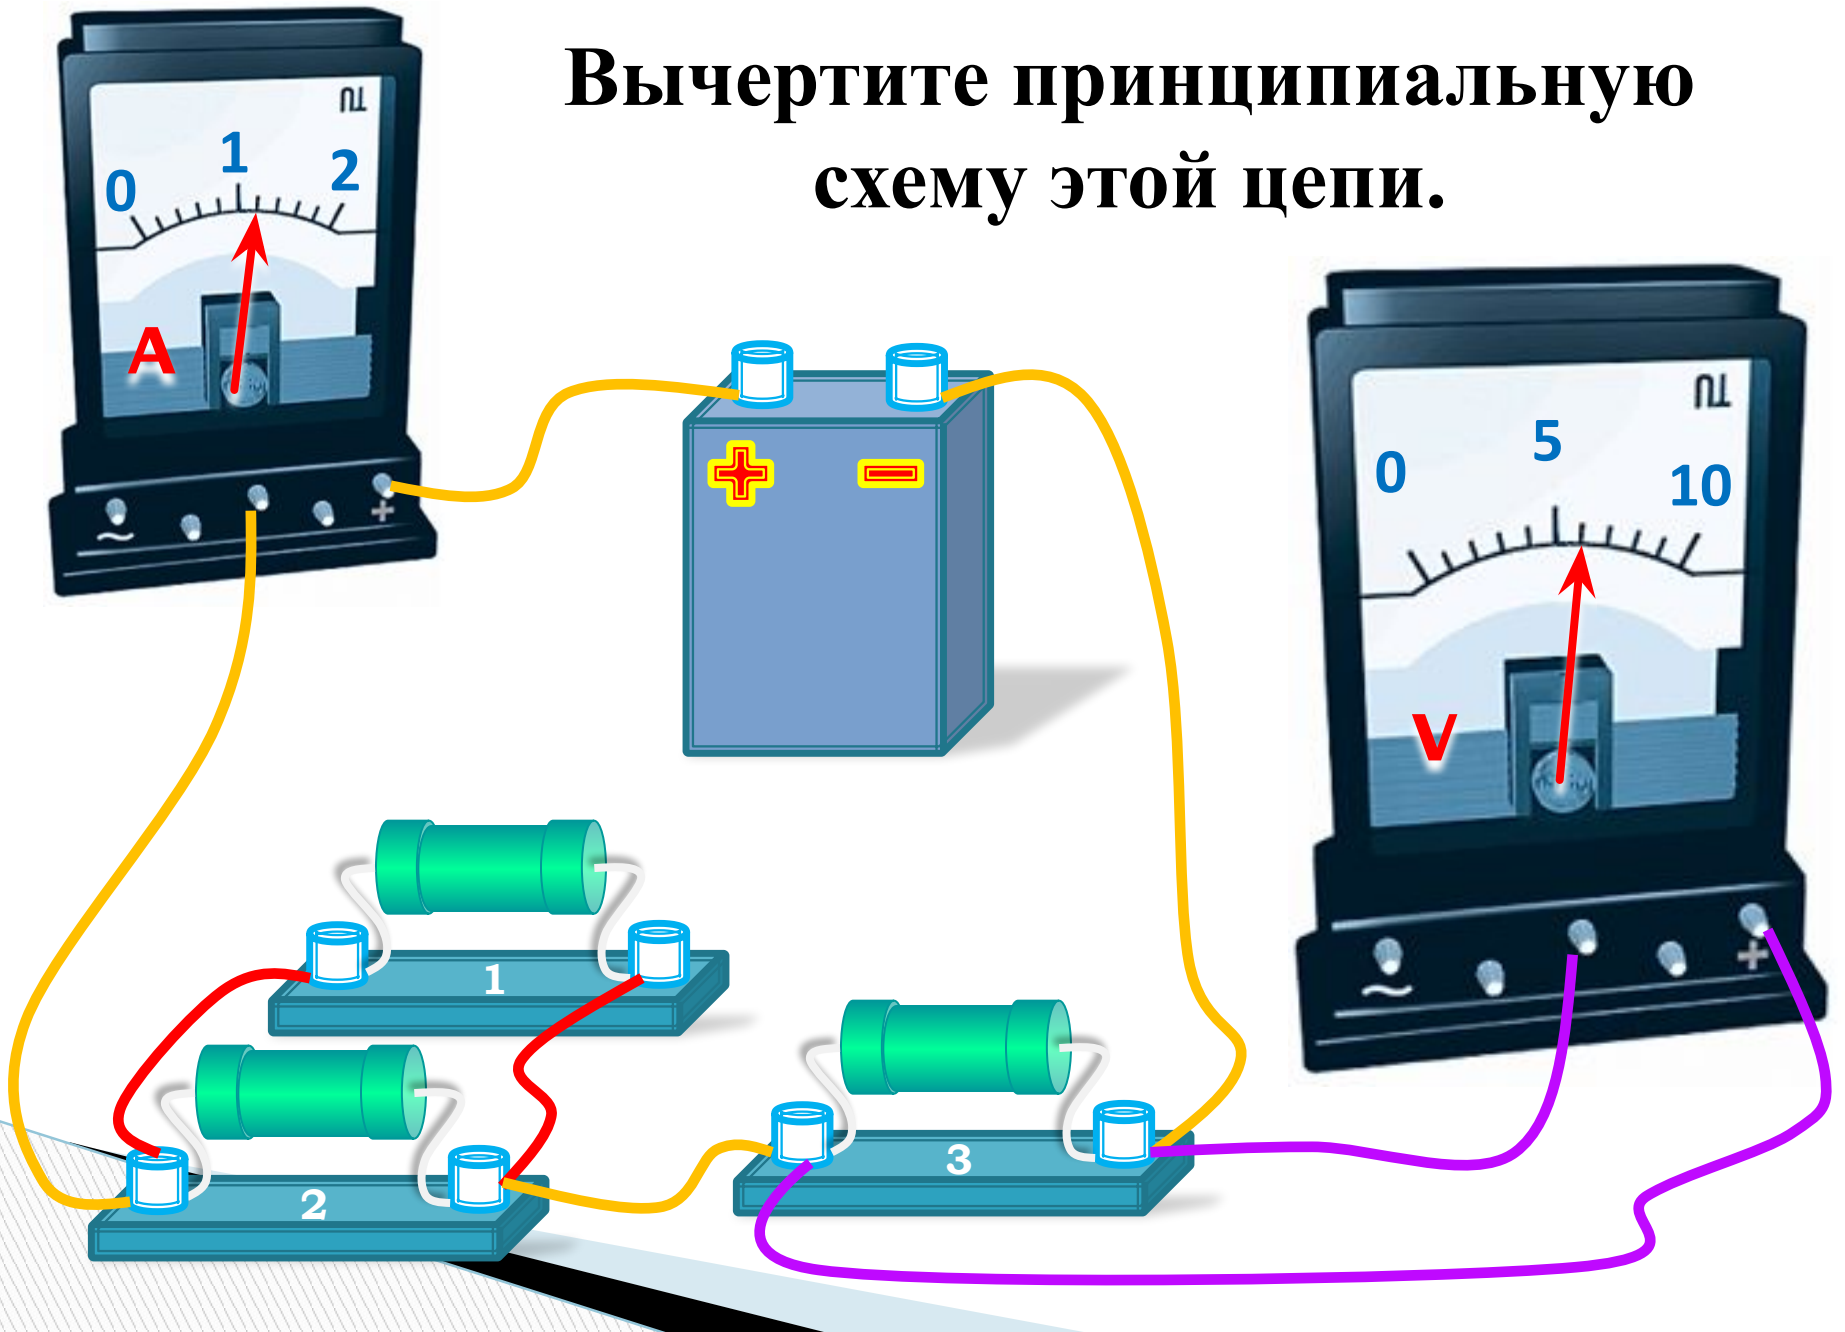 Вычертите принципиальную
схему этой цепи.
0 1 2
A
+ −
0 5 10
V
~ +
~ +
1
2
3